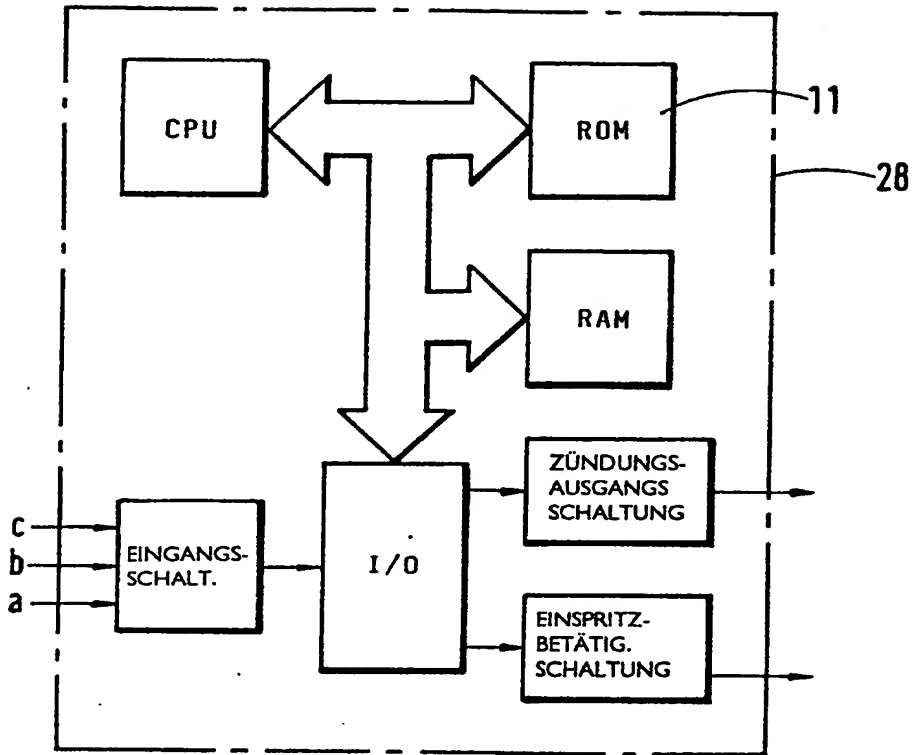 CPU
ROM
11
28
RAM
ZÜNDUNGS-
AUSGANGS
SCHALTUNG
c
b
a
EINGANGS-
SCHALT.
I/O
EINSPRITZ-
BETÄTIG.
SCHALTUNG